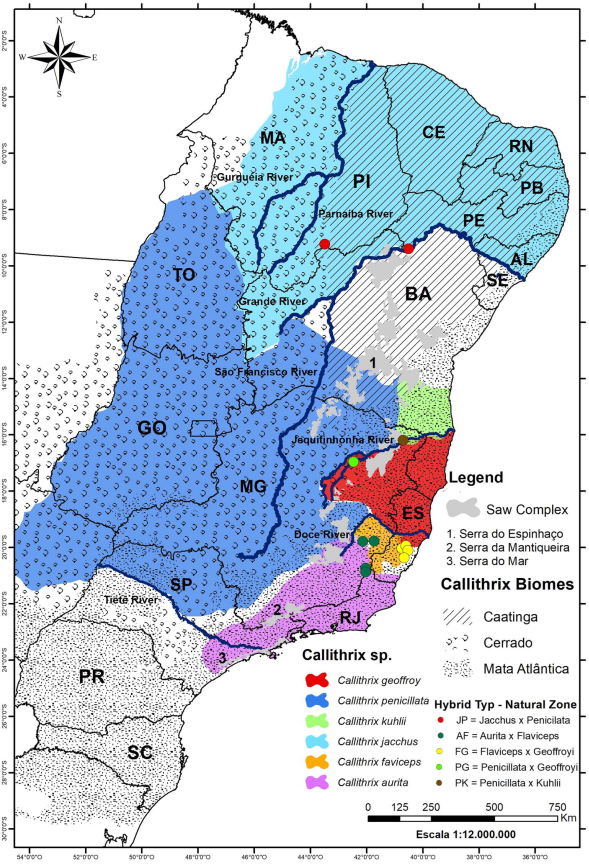 N
W E
S
2°0'0"S
4°0'0"S
6°0'0"S
8°0'0"S
10°0'0"S
12°0'0"S
14°0'0"S
16°0'0"S
18°0'0"S
20°0'0"S
22°0'0"S
24°0'0"S
26°0'0"S
28°0'0"S
30°0'0"S
MA
CE
RN
Gurguéia River
PI
PB
Parnaíba River
PE
AL
TO
SE
BA
Grande River
São Francisco River
1
GO
Jequitinhonha River
MG
ES
Doce River
SP
Tietê River
2
RJ
3
PR
SC
Legend
Saw Complex
1. Serra do Espinhaço
2. Serra da Mantiqueira
3. Serra do Mar
Callithrix Biomes
Caatinga
Cerrado
Mata Atlântica
Callithrix sp.
Callithrix geoffroy
Callithrix penicillata
Callithrix kuhlii
Callithrix jacchus
Callithrix faviceps
Callithrix aurita
Hybrid Typ - Natural Zone
JP = Jacchus x Penicilata
AF = Aurita x Flaviceps
FG = Flaviceps x Geoffroyi
PG = Penicillata x Geoffroyi
PK = Penicillata x Kuhlii
0 125 250 500 750
Km
Escala 1:12.000.000
54°0'0"W 52°0'0"W 50°0'0"W 48°0'0"W 46°0'0"W 44°0'0"W 42°0'0"W 40°0'0"W 38°0'0"W 36°0'0"W